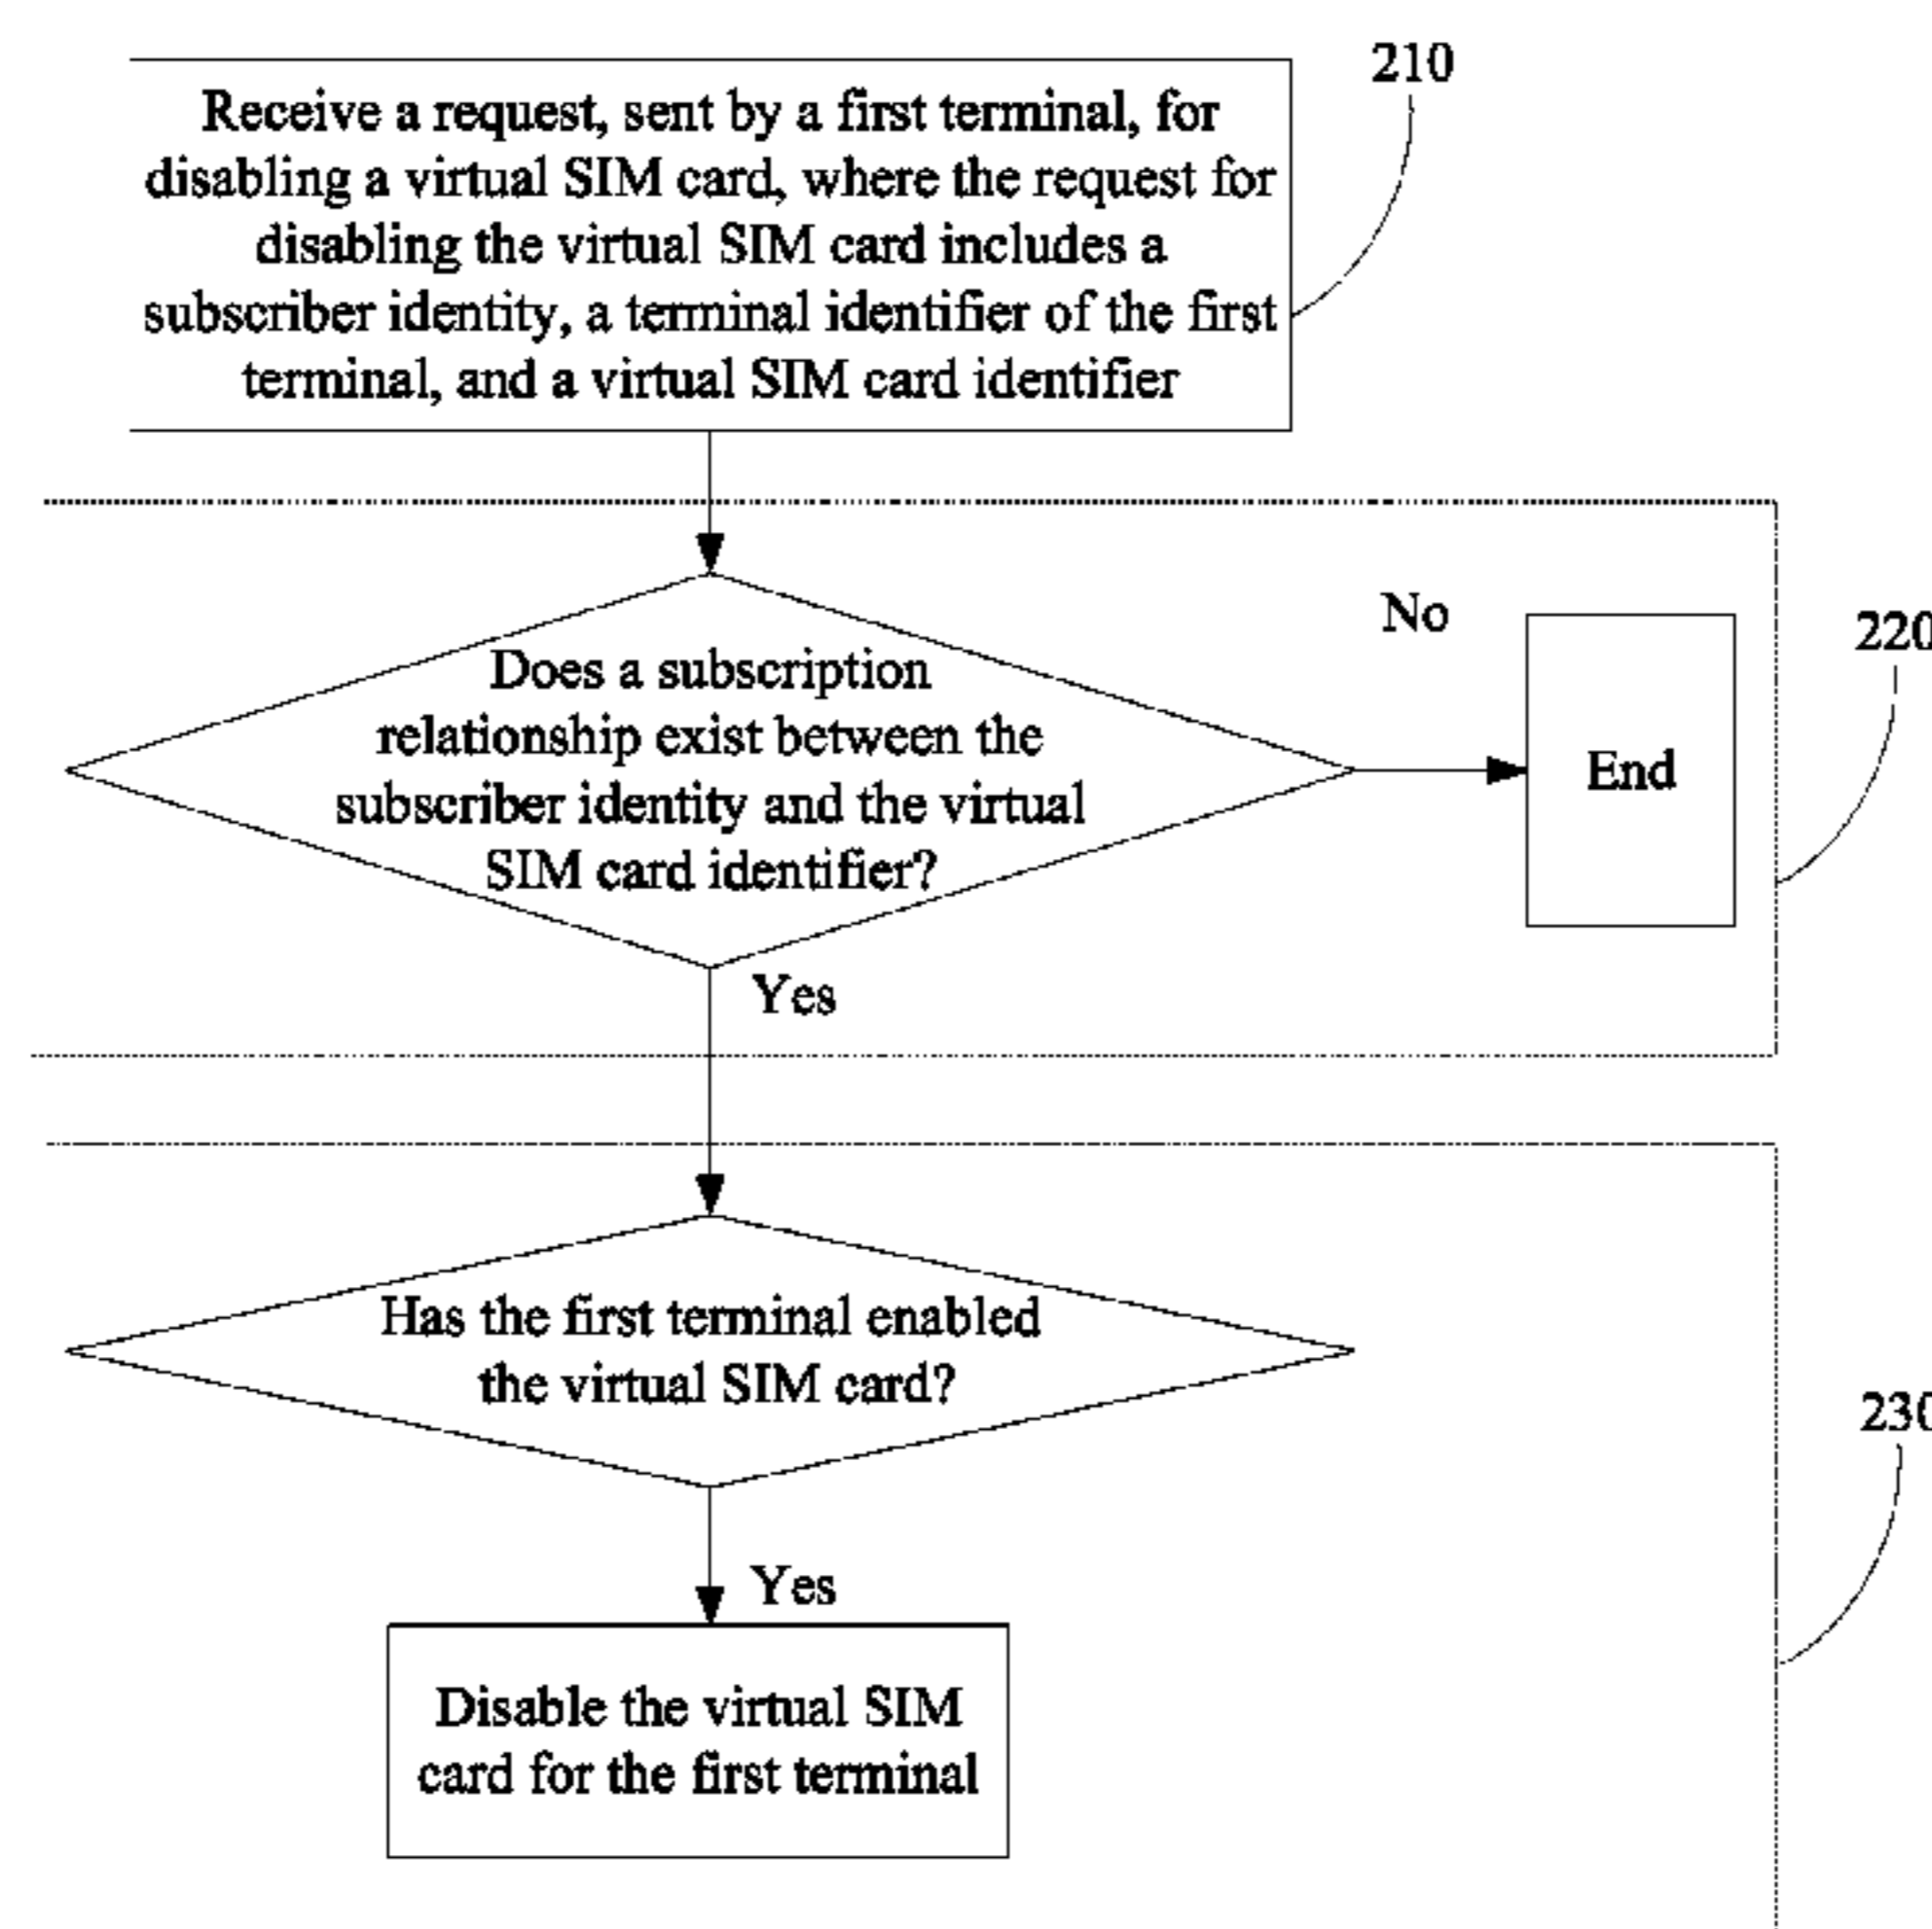 210
Receive a request, sent by a first terminal, for
disabling a virtual SIM card, where the request for
disabling the virtual SIM card includes a
subscriber identity, a terminal identifier of the first
terminal, and a virtual SIM card identifier
No
220
Does a subscription
relationship exist between the
subscriber identity and the virtual
SIM card identifier?
End
Yes
Has the first terminal enabled
the virtual SIM card?
230
Yes
Disable the virtual SIM
card for the first terminal